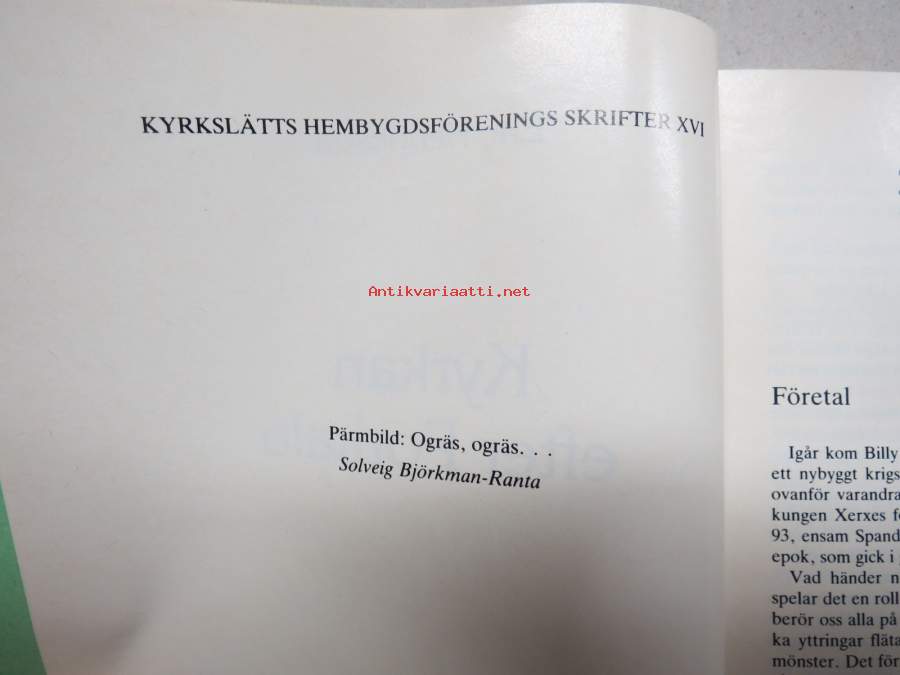 KYRKSLÄTTS HEMBYGDSFÖRENINGS SKRIFTER XVI
Antikvariaatti.net
Kyrkan
Pärmbild: Ogräs, ogräs. . .
Solveig Björkman-Ranta
Företal
Igår kom Billy
ett nybyggt krigs
ovanför varandra
kungen Xerxes
93, ensam Spand
epok, som gick i
Vad händer n
spelar det en roll
berör oss alla på
ka yttringar fläta
mönster. Det för